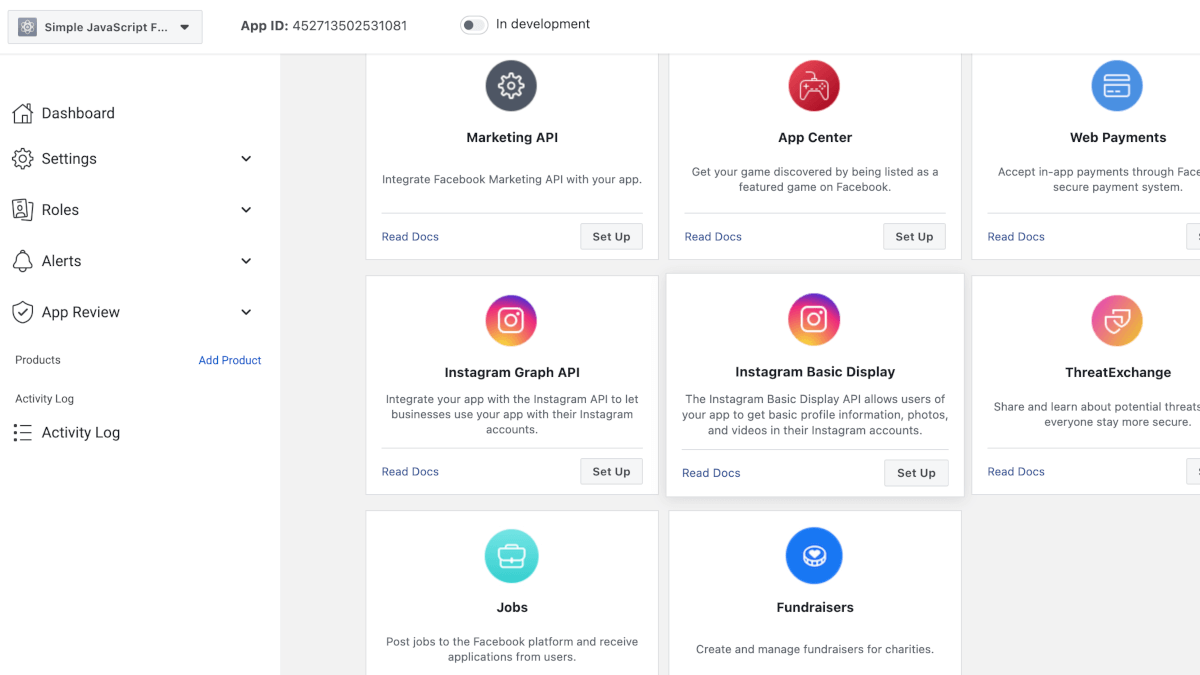 Simple JavaScript F...
App ID: 452713502531081
In development
Dashboard
Settings
Roles
Alerts
App Review
Products
Add Product
Activity Log
Activity Log
Marketing API
Integrate Facebook Marketing API with your app.
Read Docs
Set Up
App Center
Get your game discovered by being listed as a
featured game on Facebook.
Read Docs
Set Up
Web Payments
Accept in-app payments through
secure payment system.
Read Docs
Instagram Graph API
Integrate your app with the Instagram API to let
businesses use your app with their Instagram
accounts.
Read Docs
Set Up
Instagram Basic Display
The Instagram Basic Display API allows users of
your app to get basic profile information, photos,
and videos in their Instagram accounts.
Read Docs
Set Up
ThreatExchange
Share and learn about potential threats
everyone stay more secure.
Read Docs
Jobs
Post jobs to the Facebook platform and receive
applications from users.
Fundraisers
Create and manage fundraisers for charities.